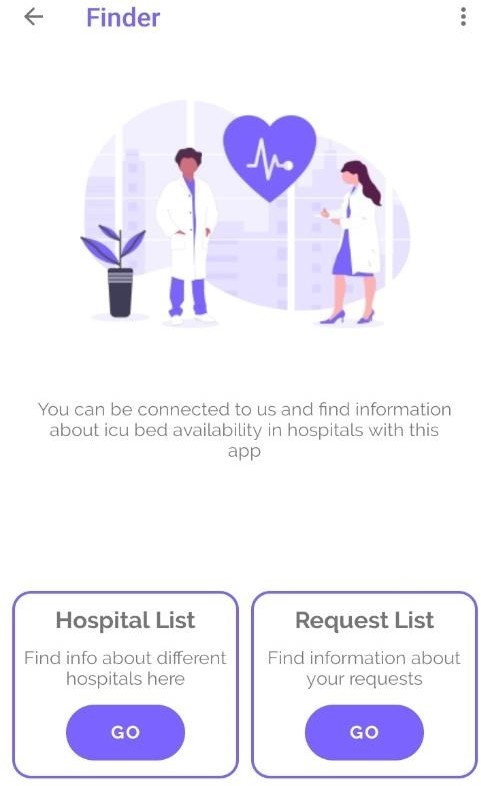 Finder
You can be connected to us and find information
about icu bed availability in hospitals with this
app
Hospital List
Find info about different
hospitals here
GO
Request List
Find information about
your requests
GO